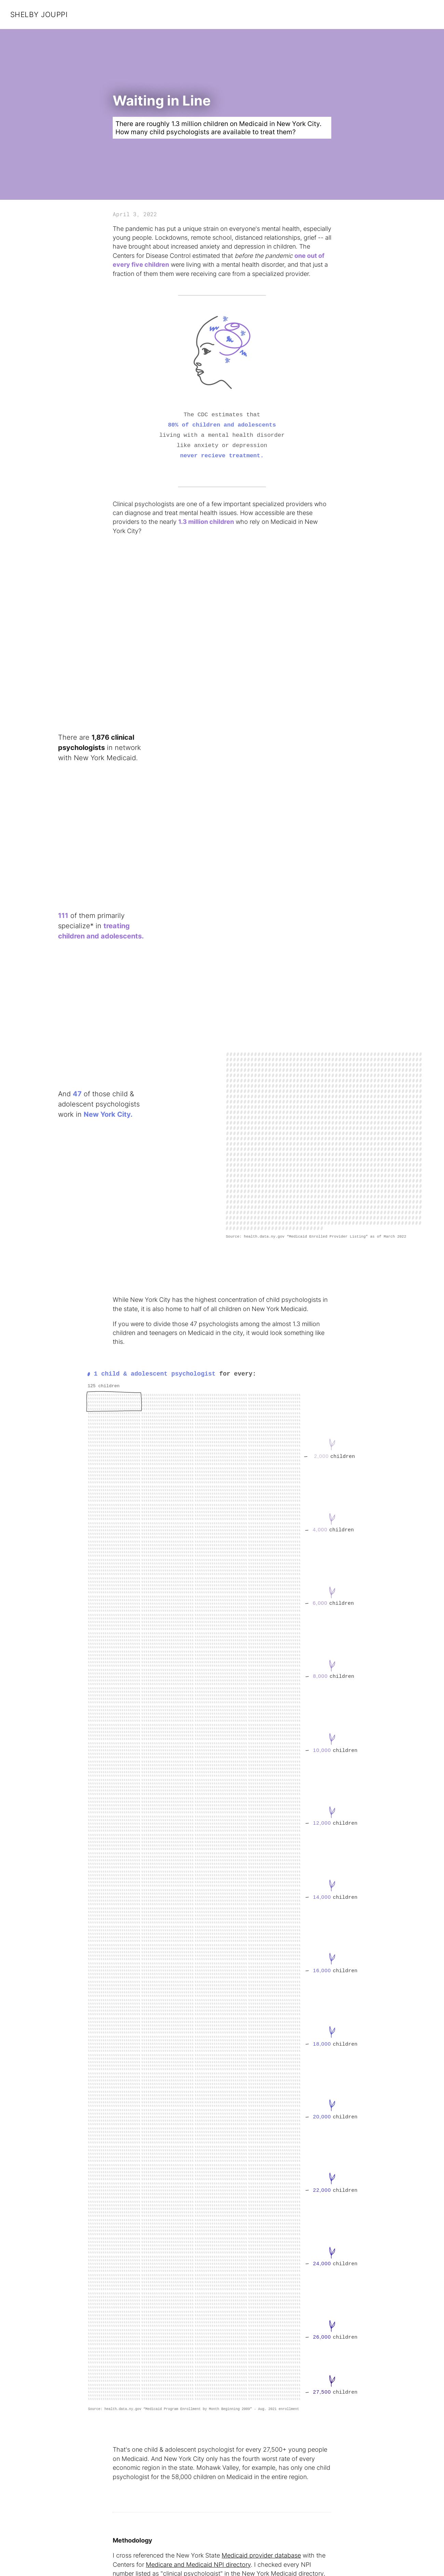 SHELBY JOUPPI
Waiting in Line
There are roughly 1.3 million children on Medicaid in New York City.
How many child psychologists are available to treat them?
April 3, 2022
The pandemic has put a unique strain on everyone's mental health, especially
young people. Lockdowns, remote school, distanced relationships, grief -- all
have brought about increased anxiety and depression in children. The
Centers for Disease Control estimated that before the pandemic one out of
every five children were living with a mental health disorder, and that just a
fraction of them them were receiving care from a specialized provider.
The CDC estimates that
80% of children and adolescents
living with a mental health disorder
like anxiety or depression
never recieve treatment.
Clinical psychologists are one of a few important specialized providers who
can diagnose and treat mental health issues. How accessible are these
providers to the nearly 1.3 million children who rely on Medicaid in New
York City?
There are 1,876 clinical
psychologists in network
with New York Medicaid.
111 of them primarily
specialize* in treating
children and adolescents.
And 47 of those child &
adolescent psychologists
work in New York City.
Source: health.data.ny.gov "Medicaid Enrolled Provider Listing" as of March 2022
While New York City has the highest concentration of child psychologists in
the state, it is also home to half of all children on New York Medicaid.
If you were to divide those 47 psychologists among the almost 1.3 million
children and teenagers on Medicaid in the city, it would look something like
this.
1 child & adolescent psychologist for every:
125 children
— 2,000 children
— 4,000 children
— 6,000 children
— 8,000 children
— 10,000 children
— 12,000 children
— 14,000 children
— 16,000 children
— 18,000 children
— 20,000 children
— 22,000 children
— 24,000 children
— 26,000 children
— 27,500 children
Source: health.data.ny.gov "Medicaid Program Enrollment by Month Beginning 2009" - Aug. 2021 enrollment
That's one child & adolescent psychologist for every 27,500+ young people
on Medicaid. And New York City only has the fourth worst rate of every
economic region in the state. Mohawk Valley, for example, has only one child
psychologist for the 58,000 children on Medicaid in the entire region.
Methodology
I cross referenced the New York State Medicaid provider database with the
Centers for Medicare and Medicaid NPI directory. I checked every NPI
number listed as "clinical psychologist" in the New York Medicaid directory,